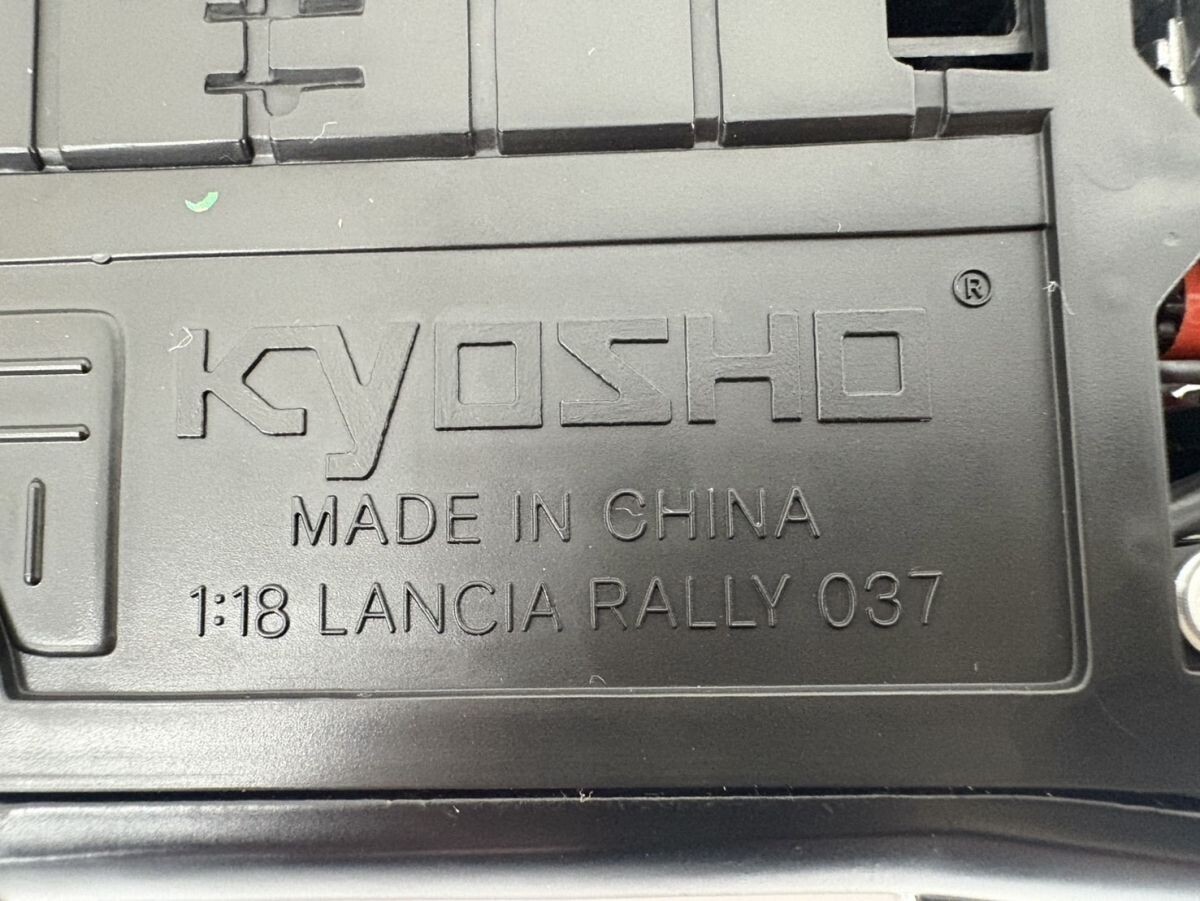 KYOSHO ®
MADE IN CHINA
1:18 LANCIA RALLY 037